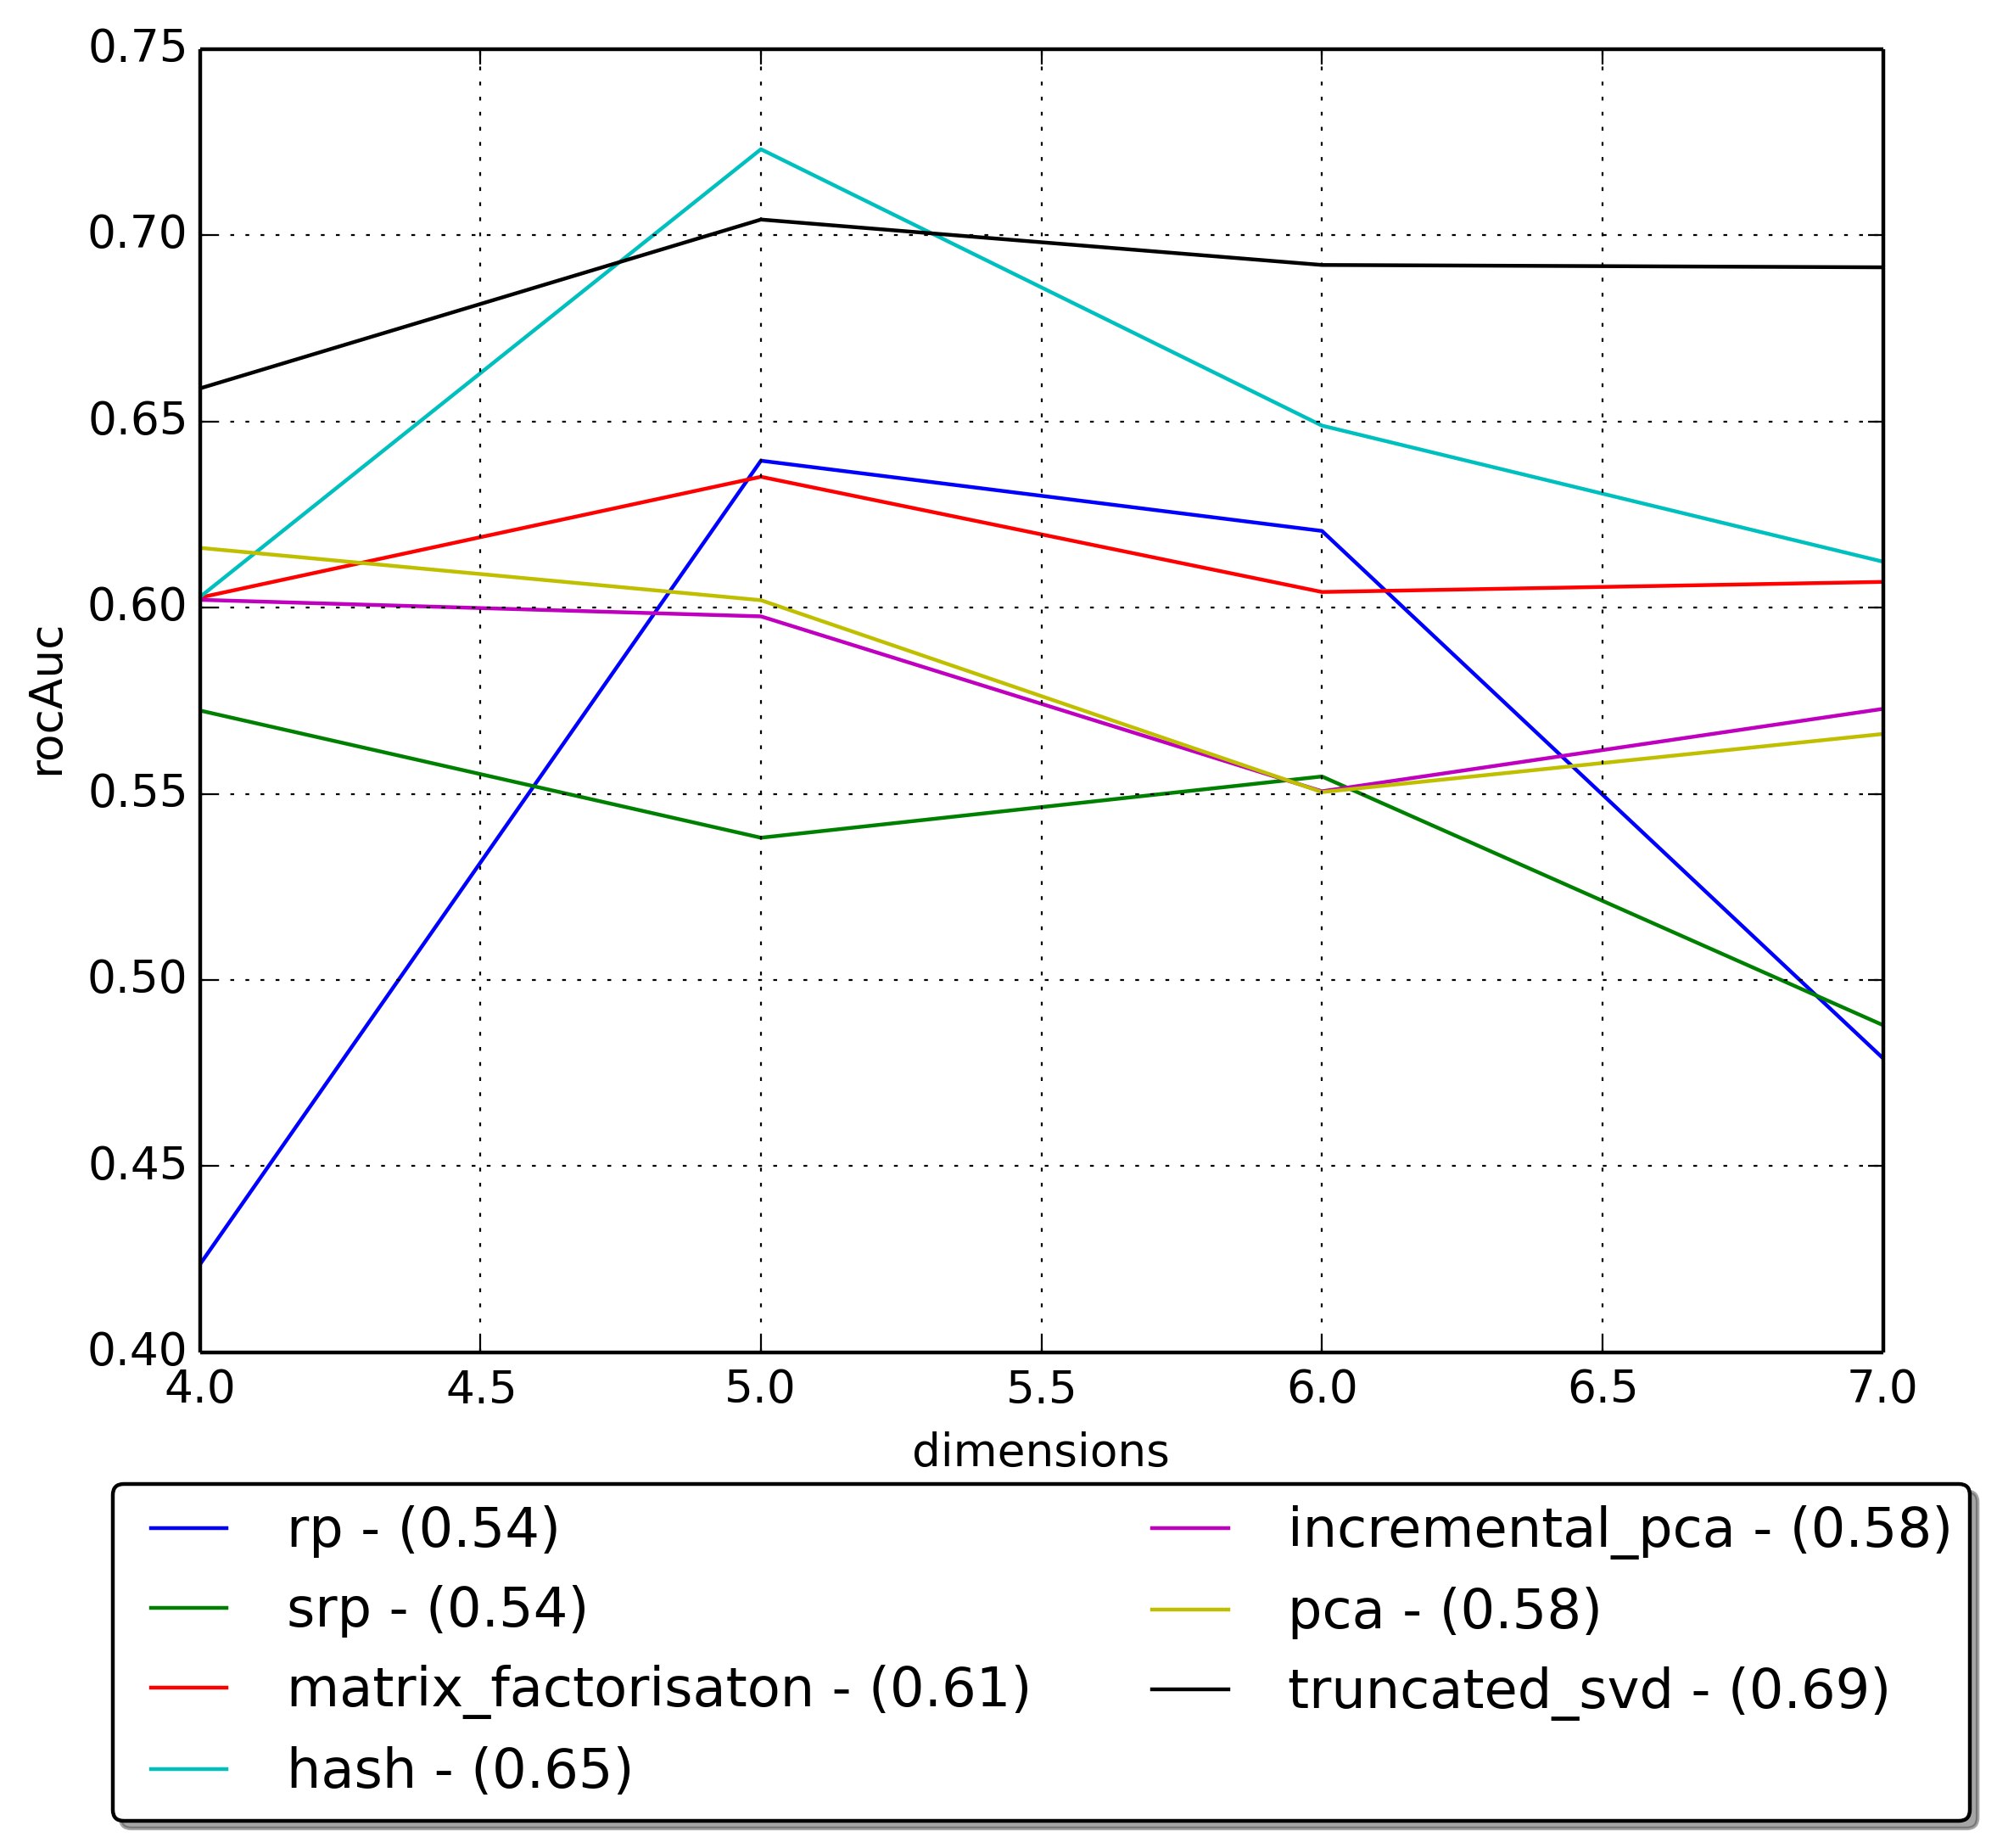 0.75
0.70
0.65
0.60
0.55
0.50
0.45
0.40
rocAuc
4.0 4.5 5.0 5.5 6.0 6.5 7.0
dimensions
rp - (0.54)
srp - (0.54)
matrix_factorisaton - (0.61)
hash - (0.65)
incremental_pca - (0.58)
pca - (0.58)
truncated_svd - (0.69)